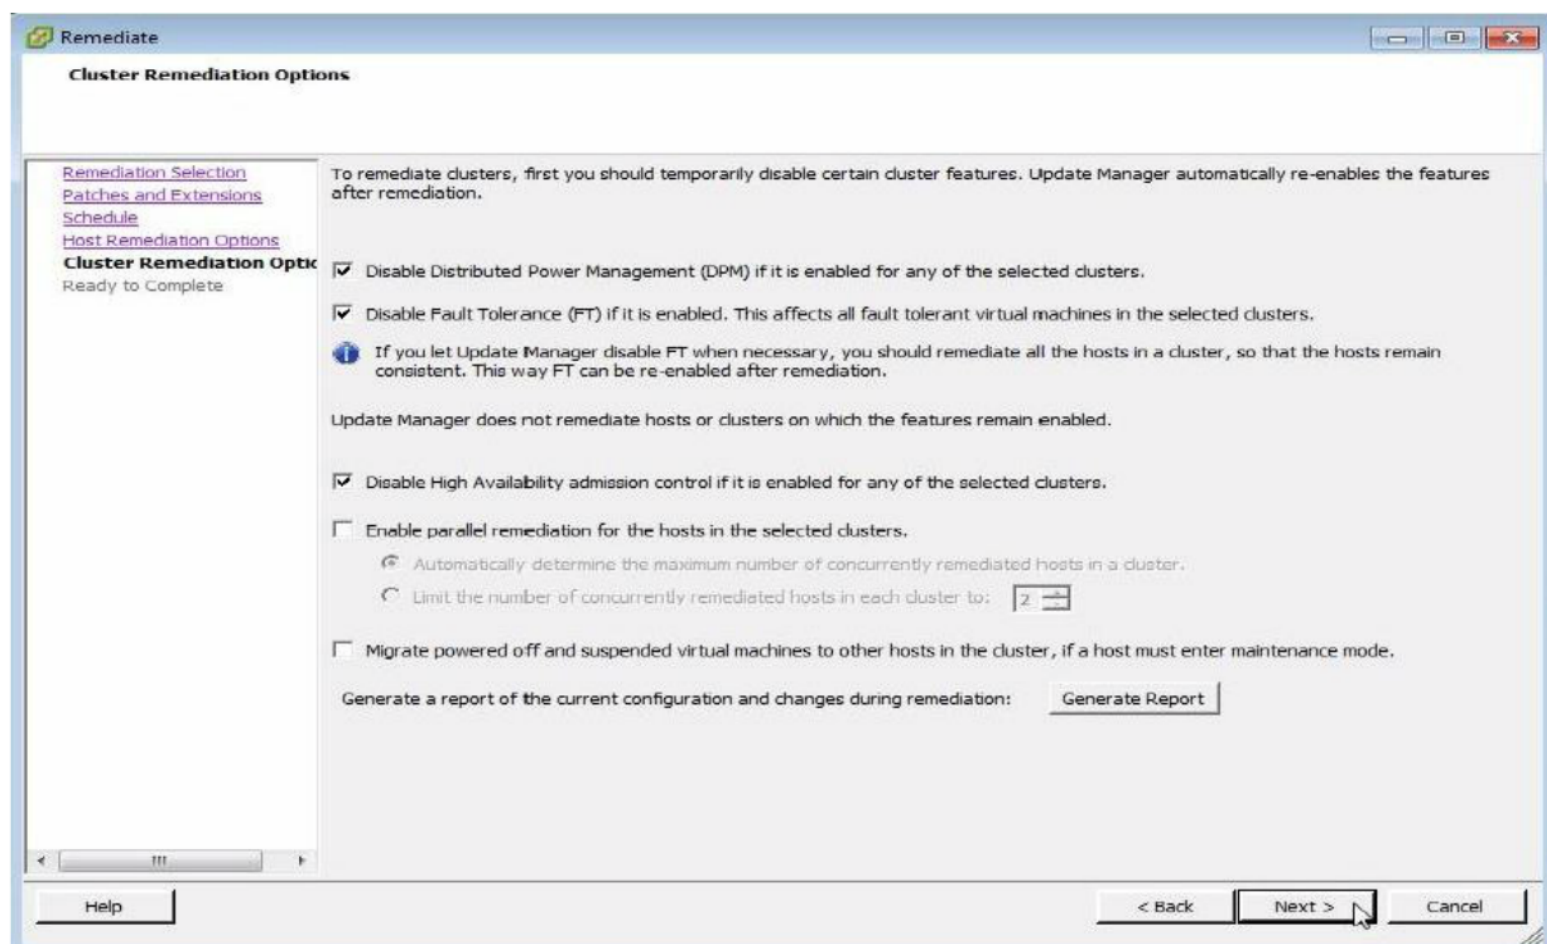 Remediate
Cluster Remediation Options
Remediation Selection
Patches and Extensions
Schedule
Host Remediation Options
Cluster Remediation Optic
Ready to Complete
To remediate clusters, first you should temporarily disable certain cluster features. Update Manager automatically re-enables the features
after remediation.
Disable Distributed Power Management (DPM) if it is enabled for any of the selected clusters.
Disable Fault Tolerance (FT) if it is enabled. This affects all fault tolerant virtual machines in the selected clusters.
If you let Update Manager disable FT when necessary, you should remediate all the hosts in a cluster, so that the hosts remain
consistent. This way FT can be re-enabled after remediation.
Update Manager does not remediate hosts or clusters on which the features remain enabled.
Disable High Availability admission control if it is enabled for any of the selected clusters.
Enable parallel remediation for the hosts in the selected clusters.
Automatically determine the maximum number of concurrently remediated hosts in a cluster.
Limit the number of concurrently remediated hosts in each cluster to: 2
Migrate powered off and suspended virtual machines to other hosts in the cluster, if a host must enter maintenance mode.
Generate a report of the current configuration and changes during remediation: Generate Report
Help < Back Next > Cancel